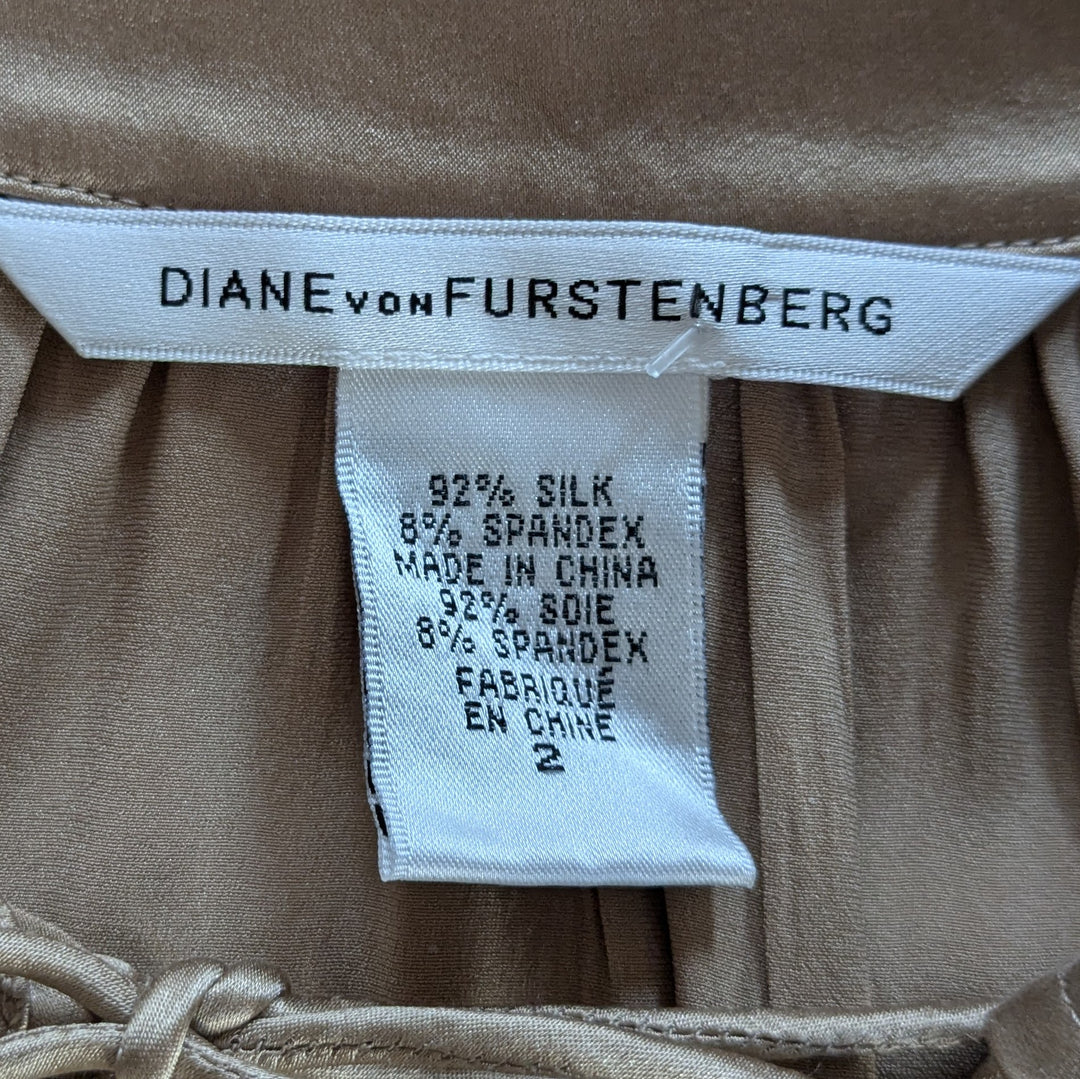 DIANE VON FURSTENBERG
92% SILK
8% SPANDEX
MADE IN CHINA
92% SOIE
8% SPANDEX
FABRIQUÉ
EN CHINE
2